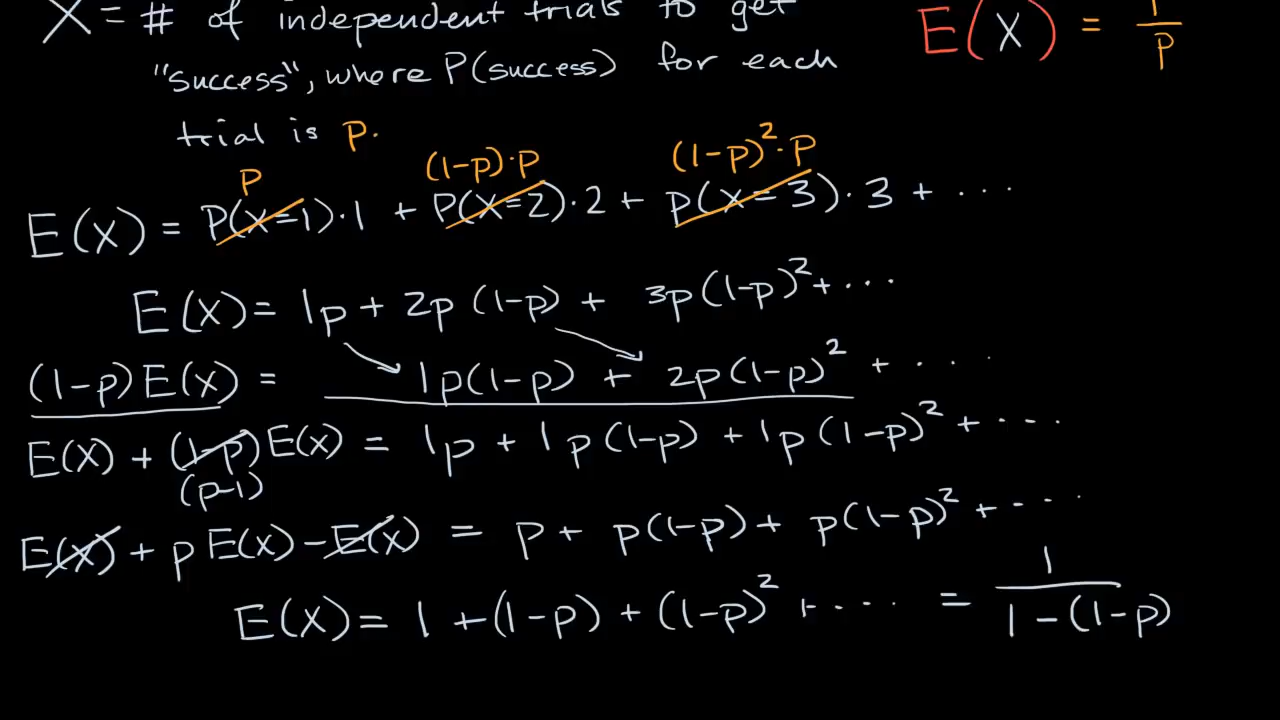 X = # of independent trials to get
"success", where P(success) for each
trial is p.
E(X) = 1/p
p (1-p)·p (1-p)²·p
E(X) = P(X=1)·1 + P(X=2)·2 + P(X=3)·3 + ···
E(X) = 1p + 2p(1-p) + 3p(1-p)² + ···
(1-p)E(X) = 1p(1-p) + 2p(1-p)² + ···
E(X) + (1-p)E(X) = 1p + 1p(1-p) + 1p(1-p)² + ···
(p-1)
E(X) + pE(X) - E(X) = p + p(1-p) + p(1-p)² + ···
E(X) = 1 + (1-p) + (1-p)² + ···· = 1/(1-(1-p))